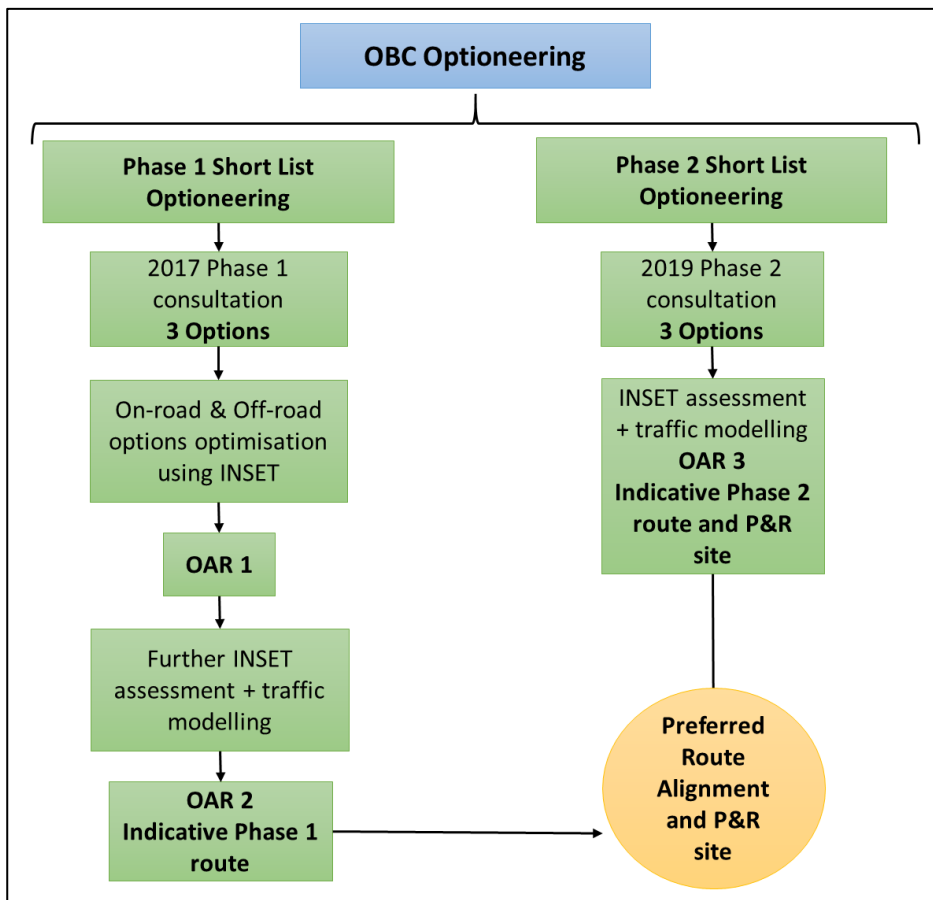 OBC Optioneering
Phase 1 Short List
Optioneering
2017 Phase 1
consultation
3 Options
On-road & Off-road
options optimisation
using INSET
OAR 1
Further INSET
assessment + traffic
modelling
OAR 2
Indicative Phase 1
route
Phase 2 Short List
Optioneering
2019 Phase 2
consultation
3 Options
INSET assessment
+ traffic modelling
OAR 3
Indicative Phase 2
route and P&R
site
Preferred
Route
Alignment
and P&R
site